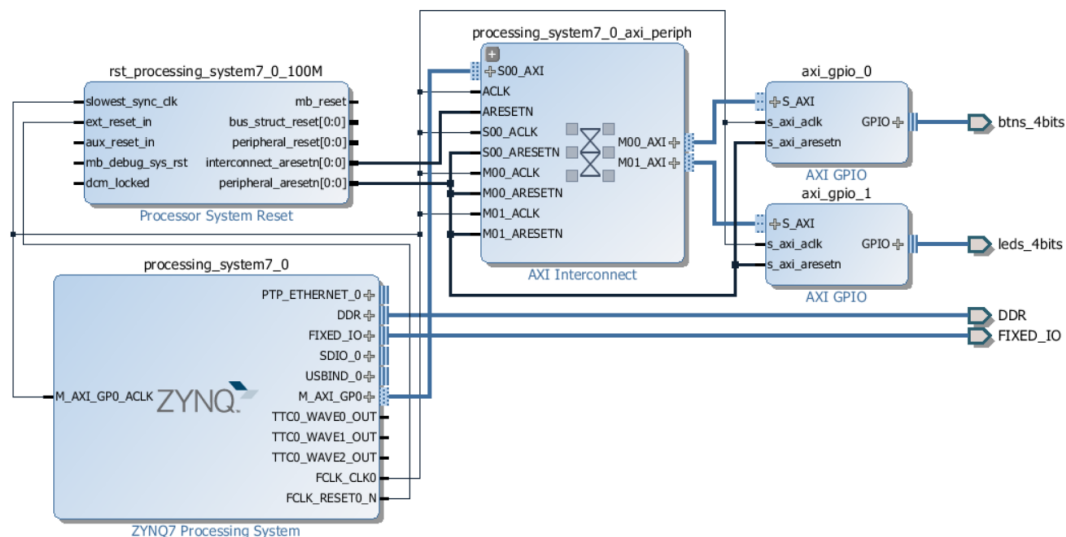 processing_system7_0_axi_periph
S00_AXI
ACLK
ARESETN
S00_ACLK
S00_ARESETN
M00_ACLK
M00_ARESETN
M01_ACLK
M01_ARESETN
M00_AXI
M01_AXI
AXI Interconnect
rst_processing_system7_0_100M
slowest_sync_clk
ext_reset_in
aux_reset_in
mb_debug_sys_rst
dcm_locked
mb_reset
bus_struct_reset[0:0]
peripheral_reset[0:0]
interconnect_aresetn[0:0]
peripheral_aresetn[0:0]
Processor System Reset
axi_gpio_0
S_AXI
s_axi_aclk
s_axi_aresetn
GPIO
AXI GPIO
btns_4bits
axi_gpio_1
S_AXI
s_axi_aclk
s_axi_aresetn
GPIO
AXI GPIO
leds_4bits
processing_system7_0
M_AXI_GP0_ACLK
ZYNQ
PTP_ETHERNET_0
DDR
FIXED_IO
SDIO_0
USBIND_0
M_AXI_GP0
TTC0_WAVE0_OUT
TTC0_WAVE1_OUT
TTC0_WAVE2_OUT
FCLK_CLK0
FCLK_RESET0_N
ZYNQ7 Processing System
DDR
FIXED_IO